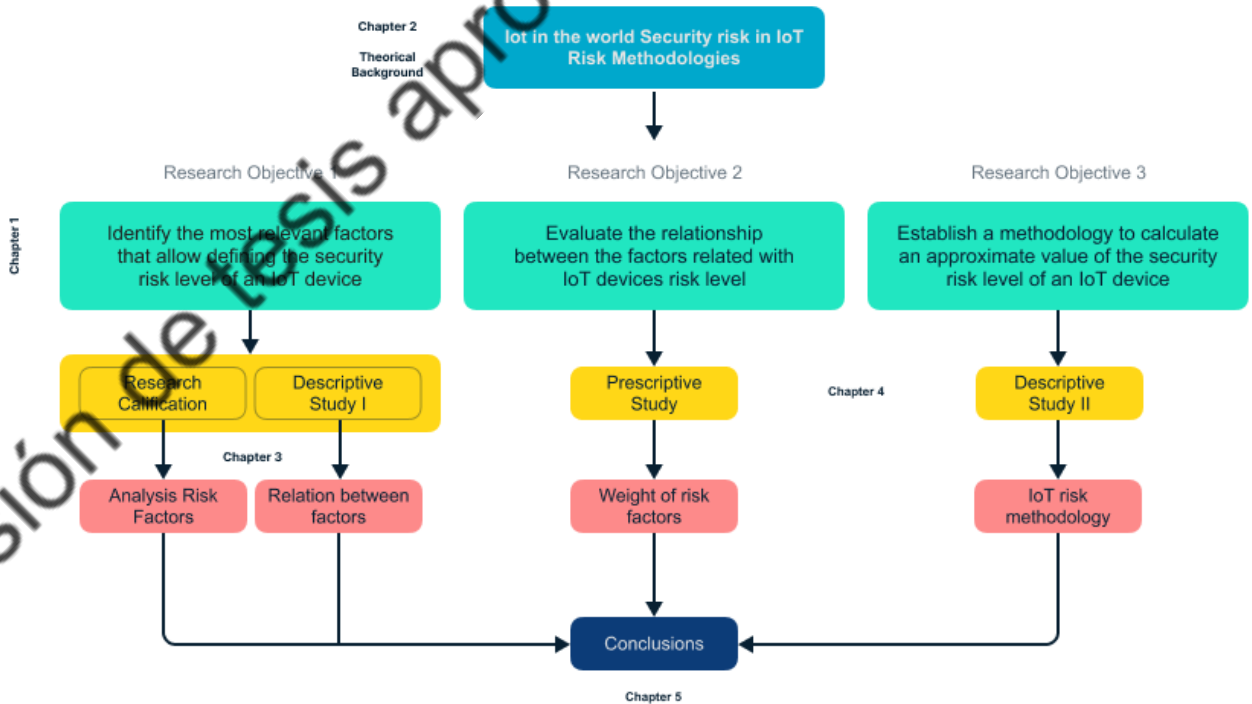 Chapter 2
Theorical
Background
Iot in the world Security risk in IoT
Risk Methodologies
Chapter 1
Research Objective 1
Identify the most relevant factors
that allow defining the security
risk level of an IoT device
Research Objective 2
Evaluate the relationship
between the factors related with
IoT devices risk level
Research Objective 3
Establish a methodology to calculate
an approximate value of the security
risk level of an IoT device
Research
Calification
Descriptive
Study I
Prescriptive
Study
Chapter 4
Descriptive
Study II
Chapter 3
Analysis Risk
Factors
Relation between
factors
Weight of risk
factors
IoT risk
methodology
Conclusions
Chapter 5
de tesis